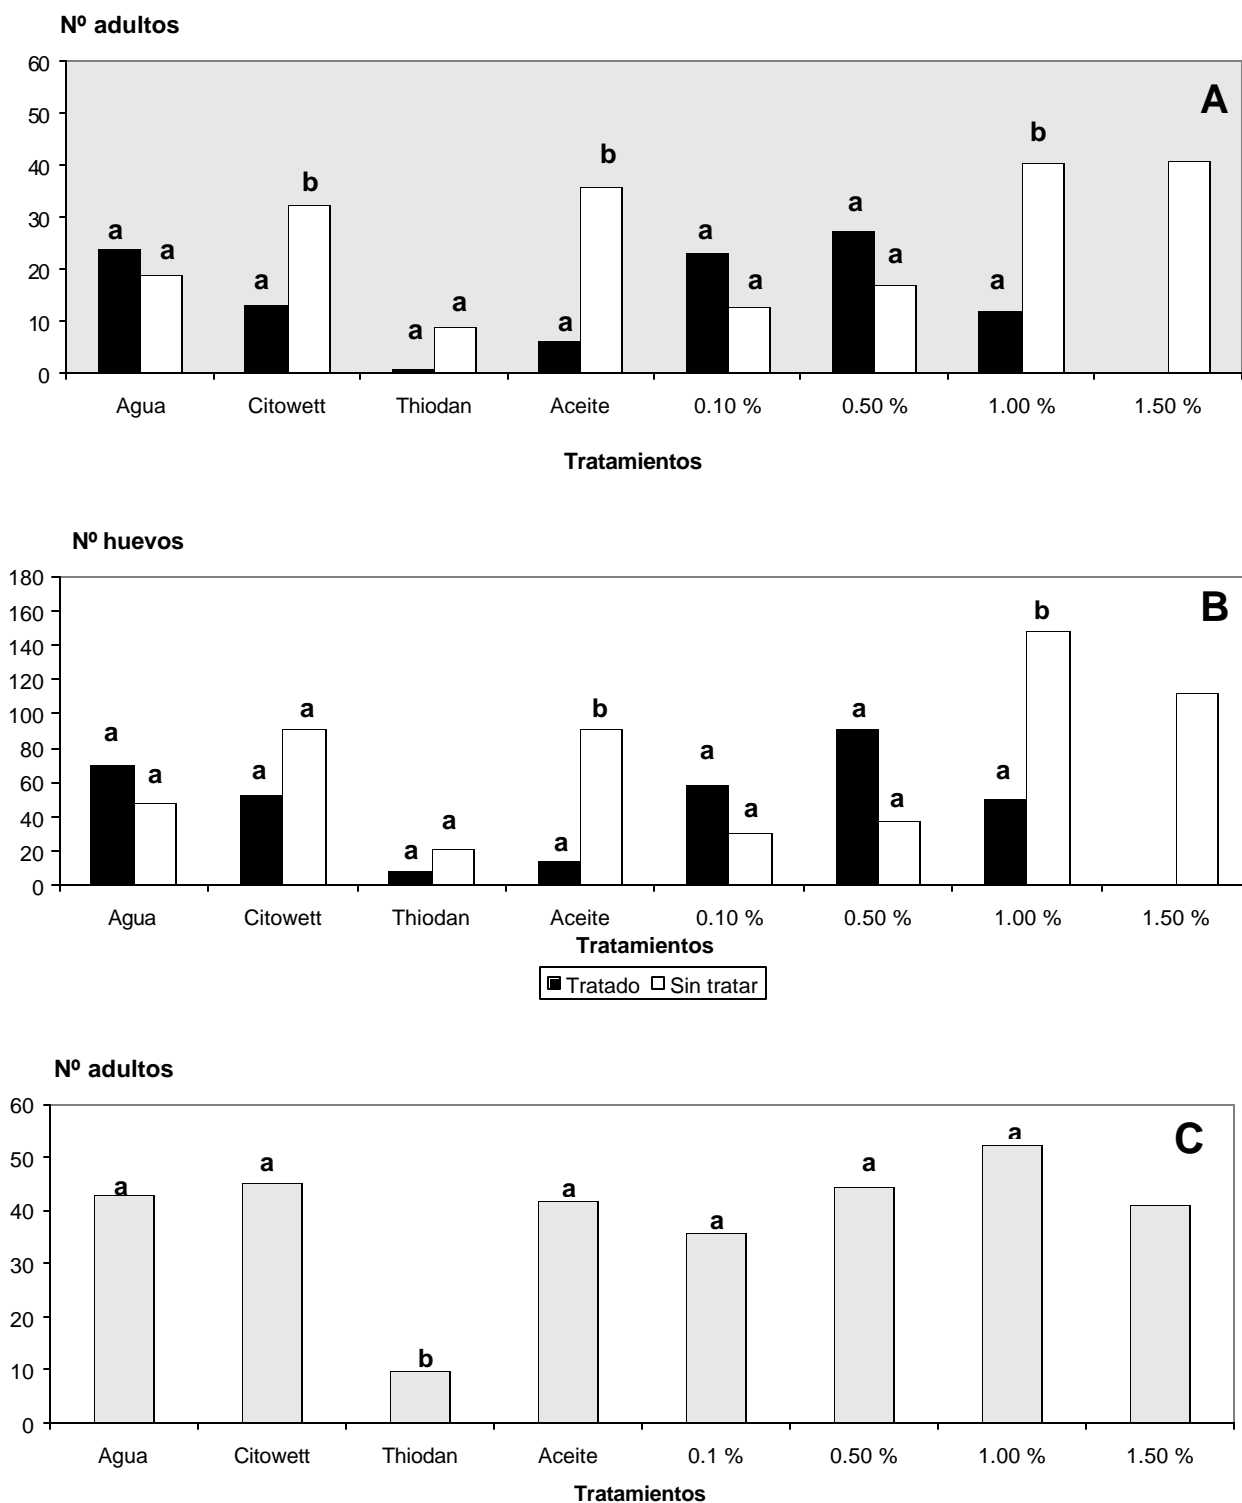 Nº adultos
60
50
40
30
20
10
0
A
a a a b a a a b a a a a a b
Agua Citowett Thiodan Aceite 0.10 % 0.50 % 1.00 % 1.50 %
Tratamientos
Nº huevos
180
160
140
120
100
80
60
40
20
0
B
a a a a a a a b a a a a a b
Agua Citowett Thiodan Aceite 0.10 % 0.50 % 1.00 % 1.50 %
Tratamientos
Tratado Sin tratar
Nº adultos
60
50
40
30
20
10
0
C
a a b a a a a
Agua Citowett Thiodan Aceite 0.1 % 0.50 % 1.00 % 1.50 %
Tratamientos